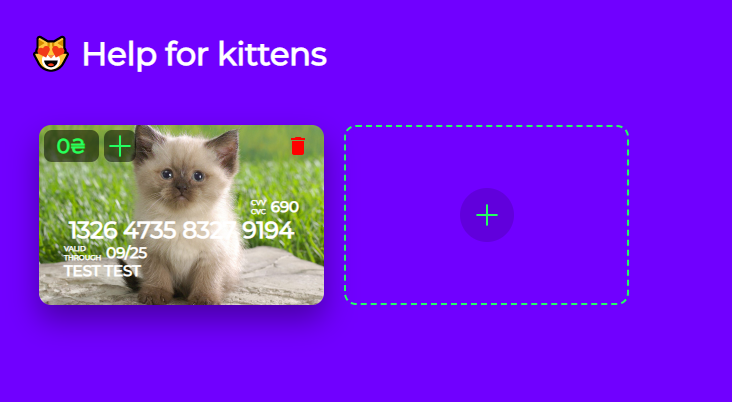 Help for kittens
0₴
CVV
CVC 690
1326 4735 8327 9194
VALID
THROUGH 09/25
TEST TEST